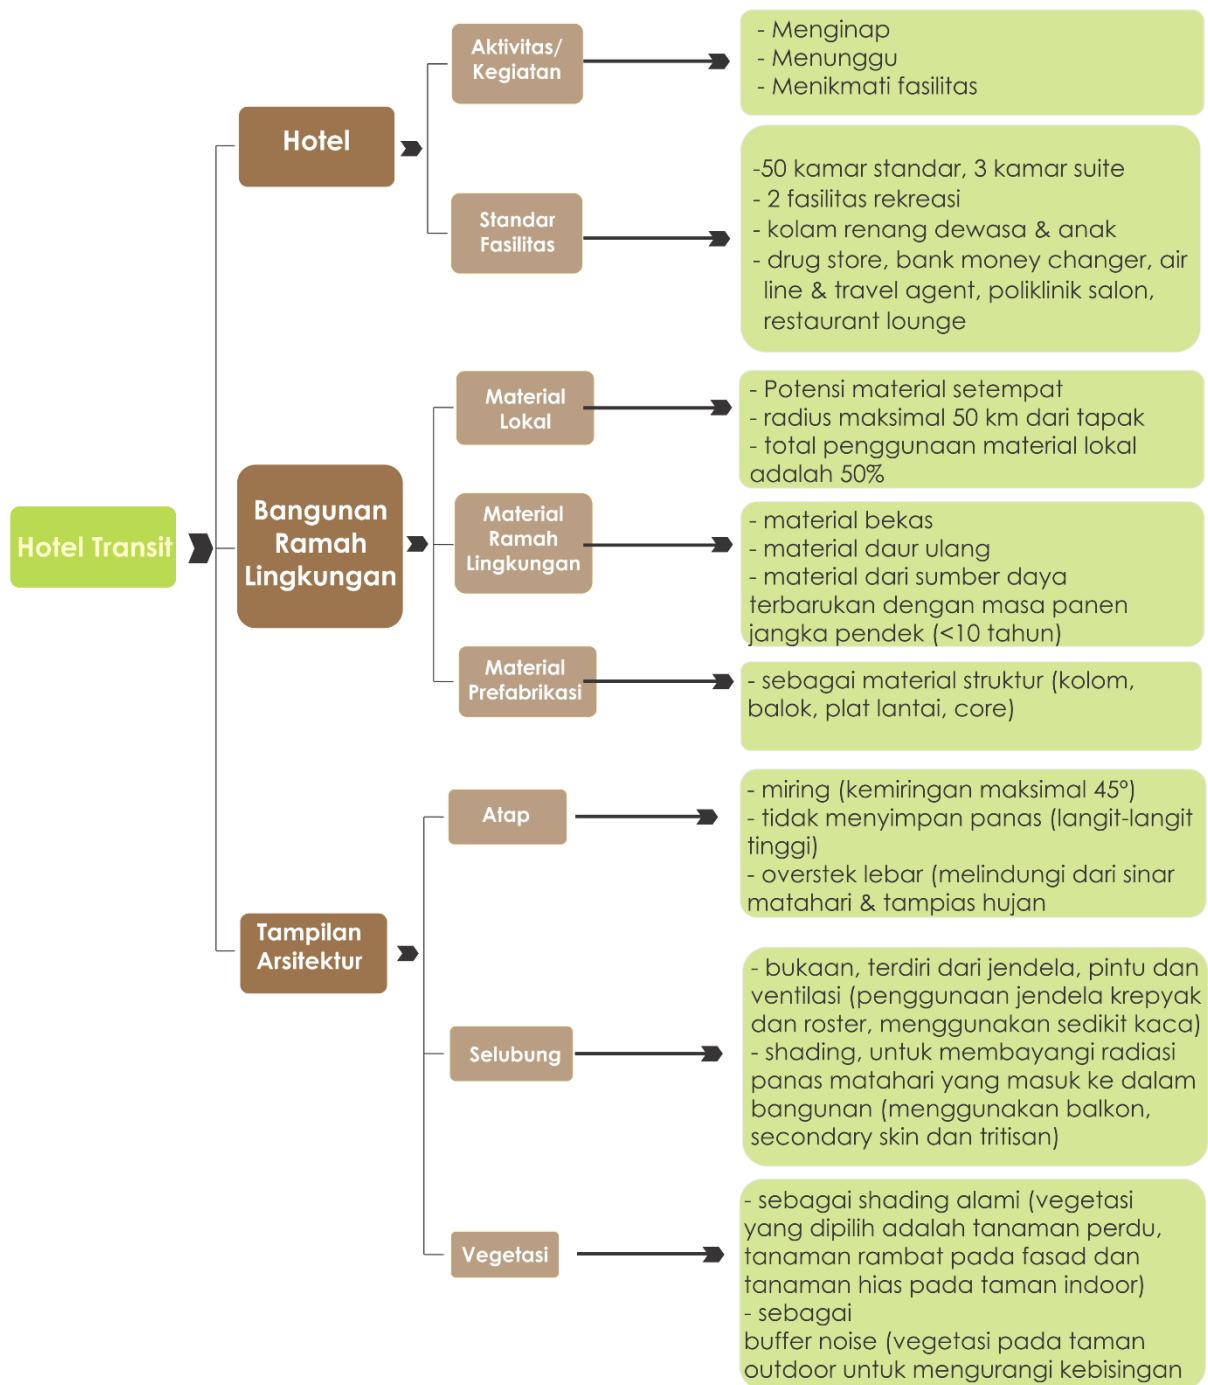 Hotel Transit
Hotel
Aktivitas/
Kegiatan
- Menginap
- Menunggu
- Menikmati fasilitas
Standar
Fasilitas
-50 kamar standar, 3 kamar suite
- 2 fasilitas rekreasi
- kolam renang dewasa & anak
- drug store, bank money changer, air
line & travel agent, poliklinik salon,
restaurant lounge
Bangunan
Ramah
Lingkungan
Material
Lokal
- Potensi material setempat
- radius maksimal 50 km dari tapak
- total penggunaan material lokal
adalah 50%
Material
Ramah
Lingkungan
- material bekas
- material daur ulang
- material dari sumber daya
terbarukan dengan masa panen
jangka pendek (<10 tahun)
Material
Prefabrikasi
- sebagai material struktur (kolom,
balok, plat lantai, core)
Tampilan
Arsitektur
Atap
- miring (kemiringan maksimal 45°)
- tidak menyimpan panas (langit-langit
tinggi)
- overstek lebar (melindungi dari sinar
matahari & tampias hujan
Selubung
- bukaan, terdiri dari jendela, pintu dan
ventilasi (penggunaan jendela krepyak
dan roster, menggunakan sedikit kaca)
- shading, untuk membayangi radiasi
panas matahari yang masuk ke dalam
bangunan (menggunakan balkon,
secondary skin dan tritisan)
Vegetasi
- sebagai shading alami (vegetasi
yang dipilih adalah tanaman perdu,
tanaman rambat pada fasad dan
tanaman hias pada taman indoor)
- sebagai
buffer noise (vegetasi pada taman
outdoor untuk mengurangi kebisingan